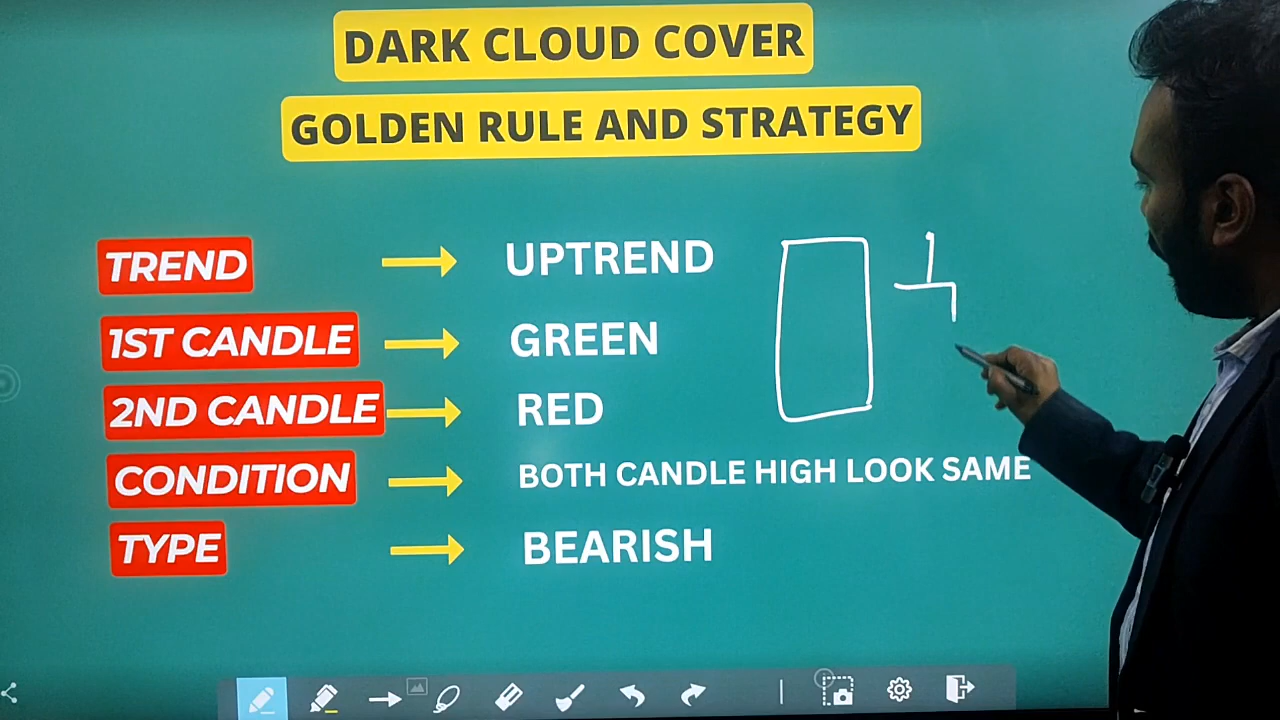 DARK CLOUD COVER
GOLDEN RULE AND STRATEGY
TREND UPTREND
1ST CANDLE GREEN
2ND CANDLE RED
CONDITION BOTH CANDLE HIGH LOOK SAME
TYPE BEARISH